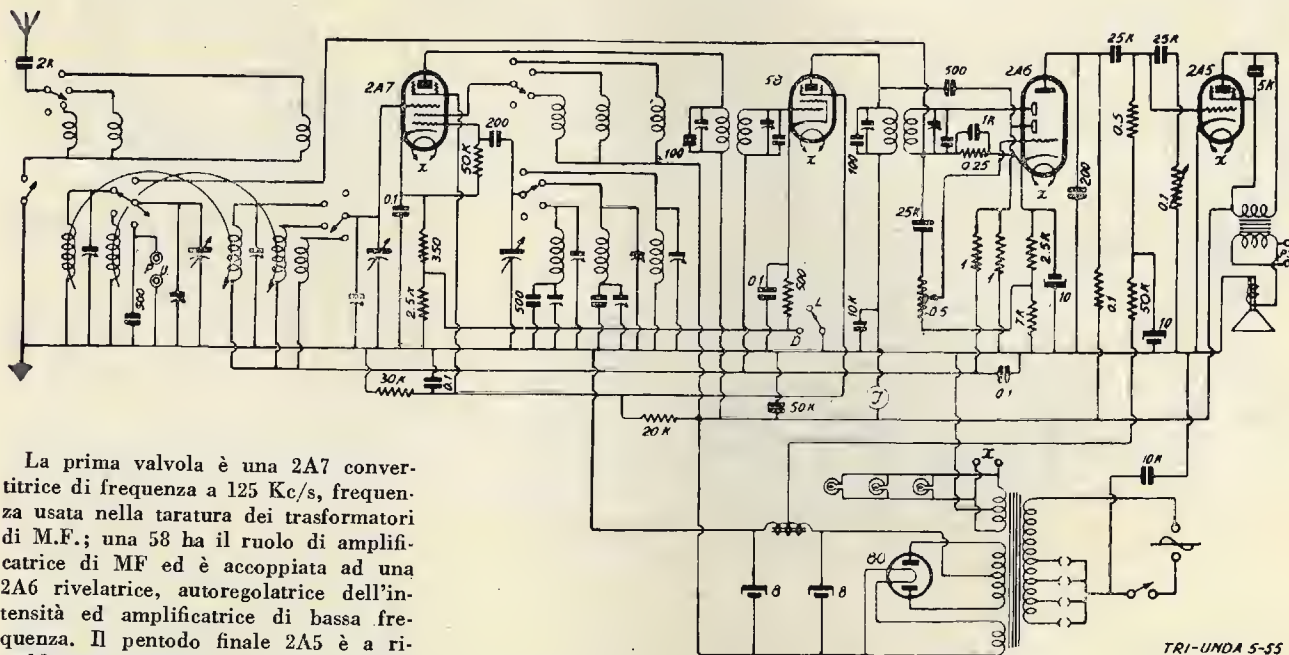 2K
2A7
200
50K
0.1
350
2.5K
500
30K
0.1
100
58
0.1
500
L
D
100
10K
500
2A6
1R
0.25
25K
0.5
1
1
2.5K
10
7R
0.1
200
25K
25K
0.5
0.1
0.1
50K
10
2A5
5K
x
x
x
x
P
U
20K
50K
J
x
10K
80
8
8
La prima valvola è una 2A7 conver-
titrice di frequenza a 125 Kc/s, frequen-
za usata nella taratura dei trasformatori
di M.F.; una 58 ha il ruolo di amplifi-
catrice di MF ed è accoppiata ad una
2A6 rivelatrice, autoregolatrice dell'in-
tensità ed amplificatrice di bassa fre-
quenza. Il pentodo finale 2A5 è a ri-
TRI-UNDA 5-55